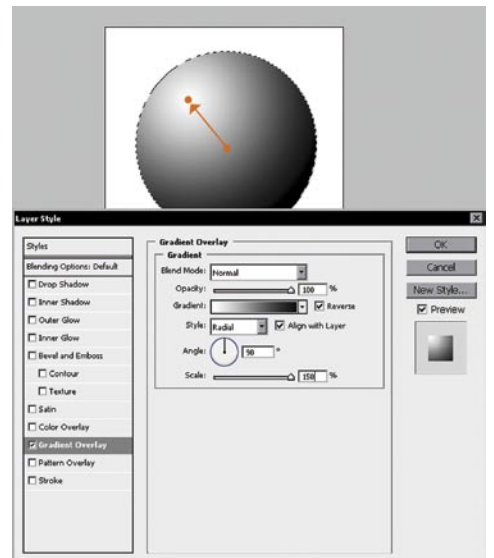 Layer Style
Styles
Blending Options: Default
Drop Shadow
Inner Shadow
Outer Glow
Inner Glow
Bevel and Emboss
Contour
Texture
Satin
Color Overlay
Gradient Overlay
Pattern Overlay
Stroke
Gradient Overlay
Gradient
Blend Mode: Normal
Opacity: 100 %
Gradient: Reverse
Style: Radial Align with Layer
Angle: 90 °
Scale: 150 %
OK
Cancel
New Style...
Preview